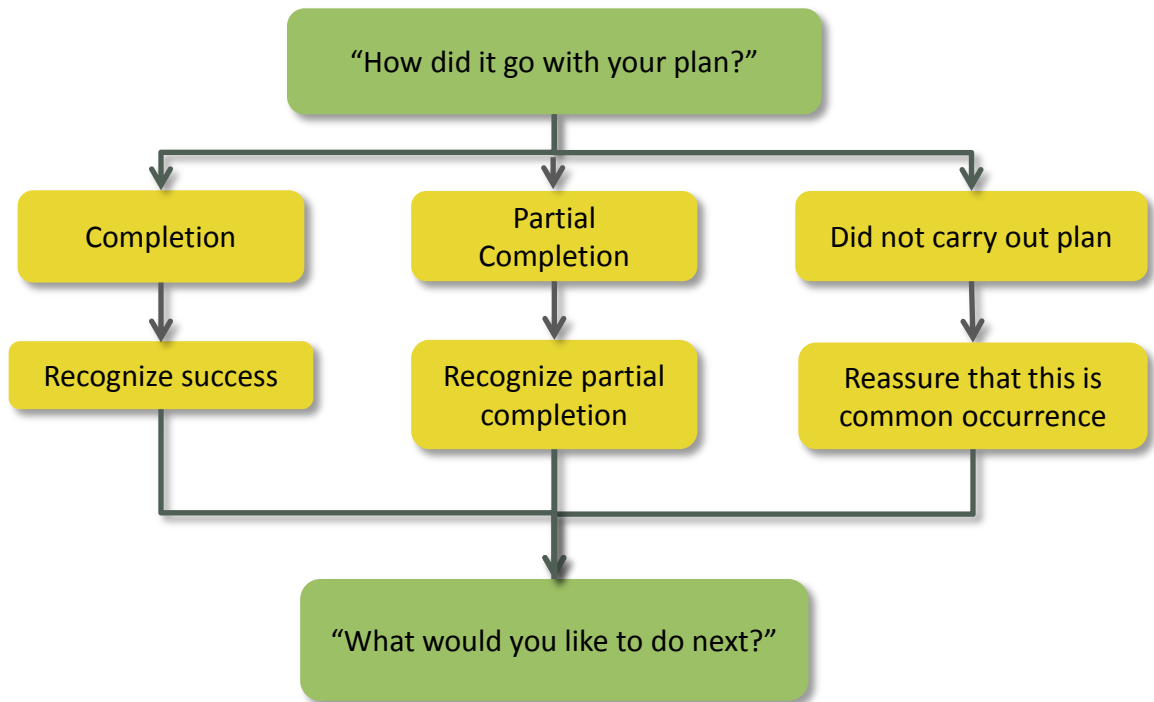 “How did it go with your plan?”
Completion
Partial
Completion
Did not carry out plan
Recognize success
Recognize partial
completion
Reassure that this is
common occurrence
“What would you like to do next?”